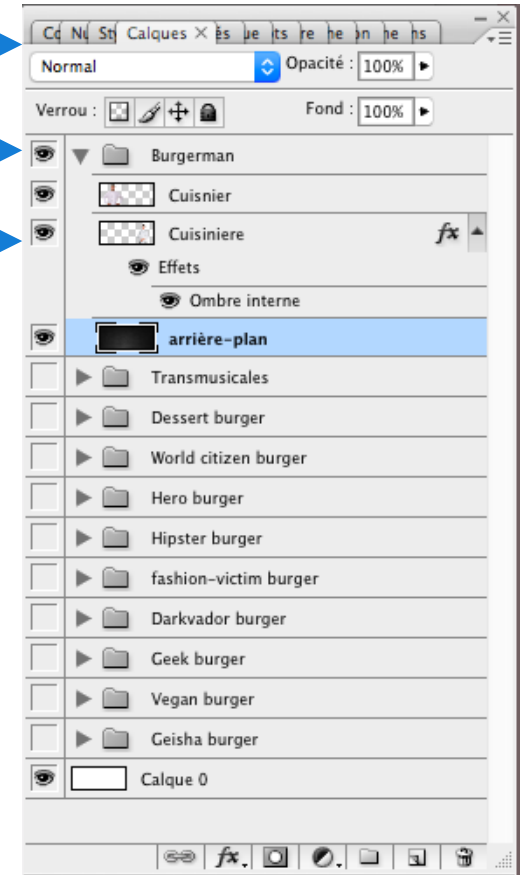 Calques ×
Normal Opacité : 100%
Verrou : Fond : 100%
Burgerman
Cuisnier
Cuisiniere fx
Effets
Ombre interne
arrière-plan
Transmusicales
Dessert burger
World citizen burger
Hero burger
Hipster burger
fashion-victim burger
Darkvador burger
Geek burger
Vegan burger
Geisha burger
Calque 0
fx.